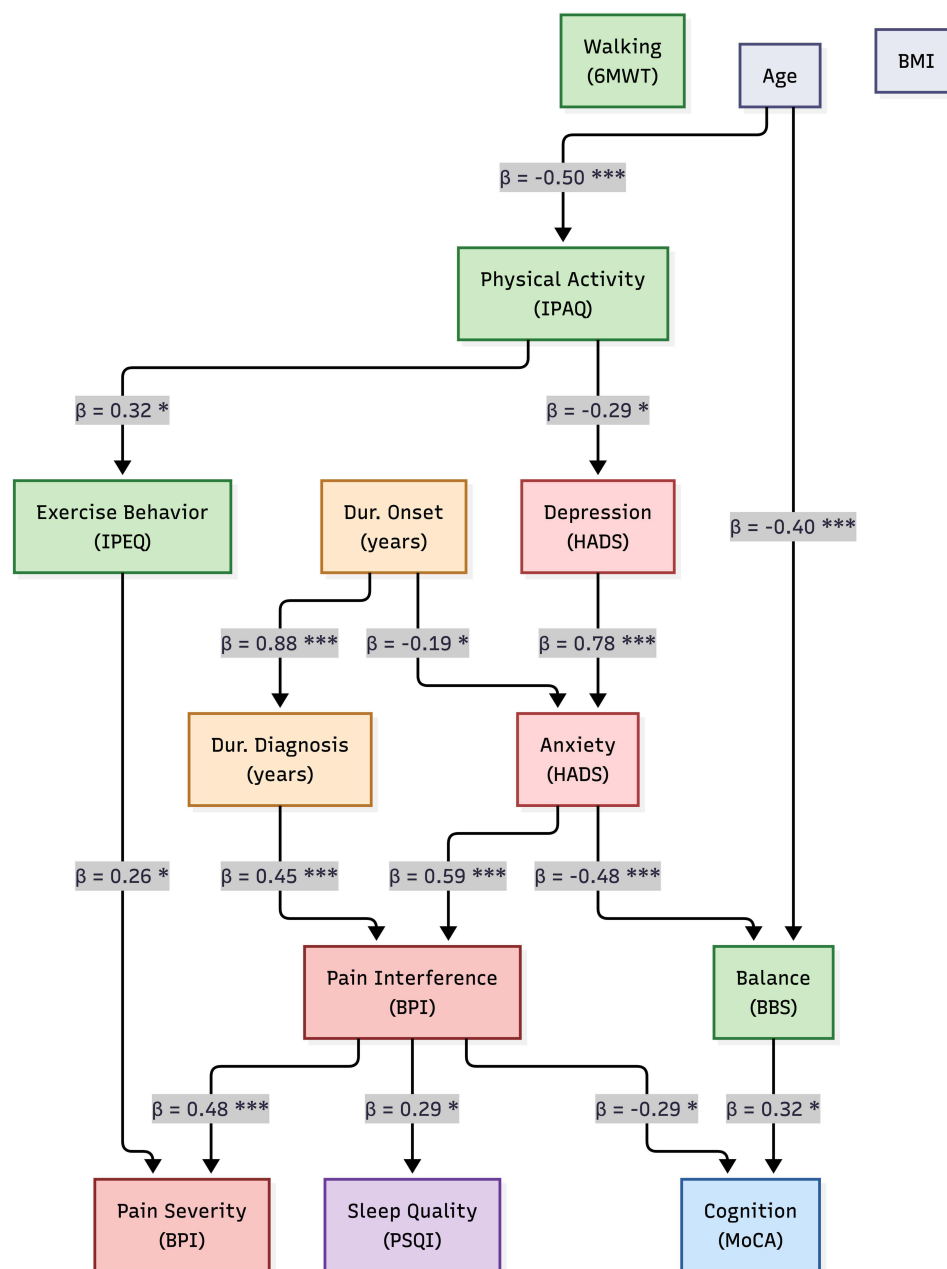 Walking
(6MWT)
Age
BMI
β = -0.50 ***
Physical Activity
(IPAQ)
β = 0.32 *
β = -0.29 *
Exercise Behavior
(IPEQ)
Dur. Onset
(years)
Depression
(HADS)
β = -0.40 ***
β = 0.88 ***
β = -0.19 *
β = 0.78 ***
Dur. Diagnosis
(years)
Anxiety
(HADS)
β = 0.26 *
β = 0.45 ***
β = 0.59 ***
β = -0.48 ***
Pain Interference
(BPI)
Balance
(BBS)
β = 0.48 ***
β = 0.29 *
β = -0.29 *
β = 0.32 *
Pain Severity
(BPI)
Sleep Quality
(PSQI)
Cognition
(MoCA)